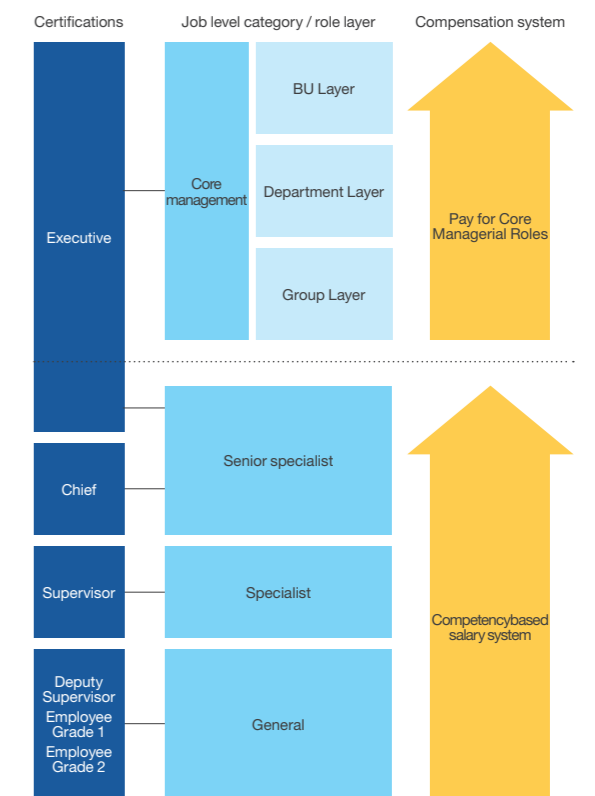 Certifications
Job level category / role layer
Compensation system
Executive
Core
management
BU Layer
Department Layer
Group Layer
Pay for Core
Managerial Roles
Chief
Senior specialist
Supervisor
Specialist
Competencybased
salary system
Deputy
Supervisor
Employee
Grade 1
Employee
Grade 2
General